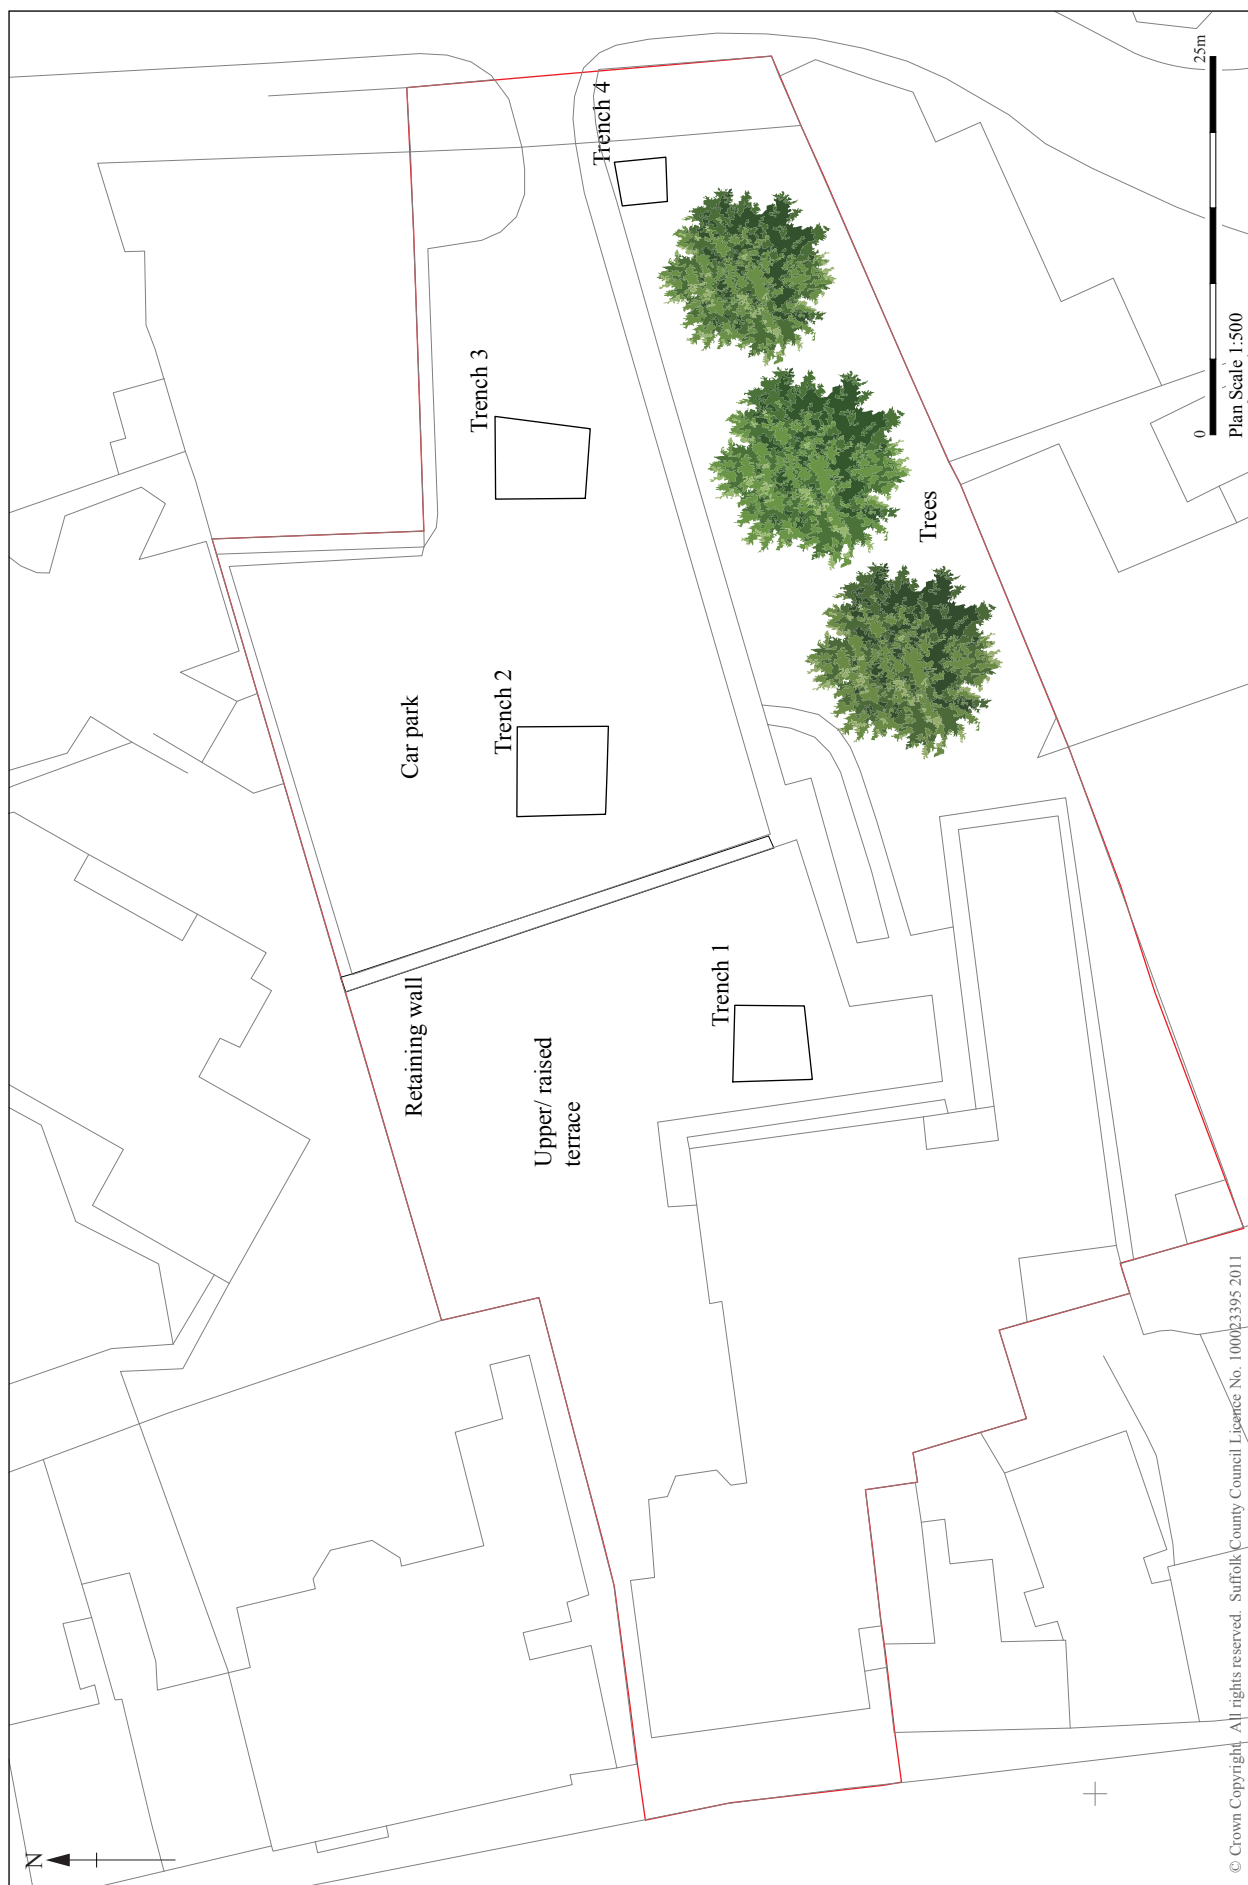 N
Retaining wall
Car park
Upper/ raised
terrace
Trench 3
Trench 2
Trench 4
Trench 1
Trees
0
25m
Plan Scale 1:500
© Crown Copyright. All rights reserved. Suffolk County Council Licence No. 100023395 2011